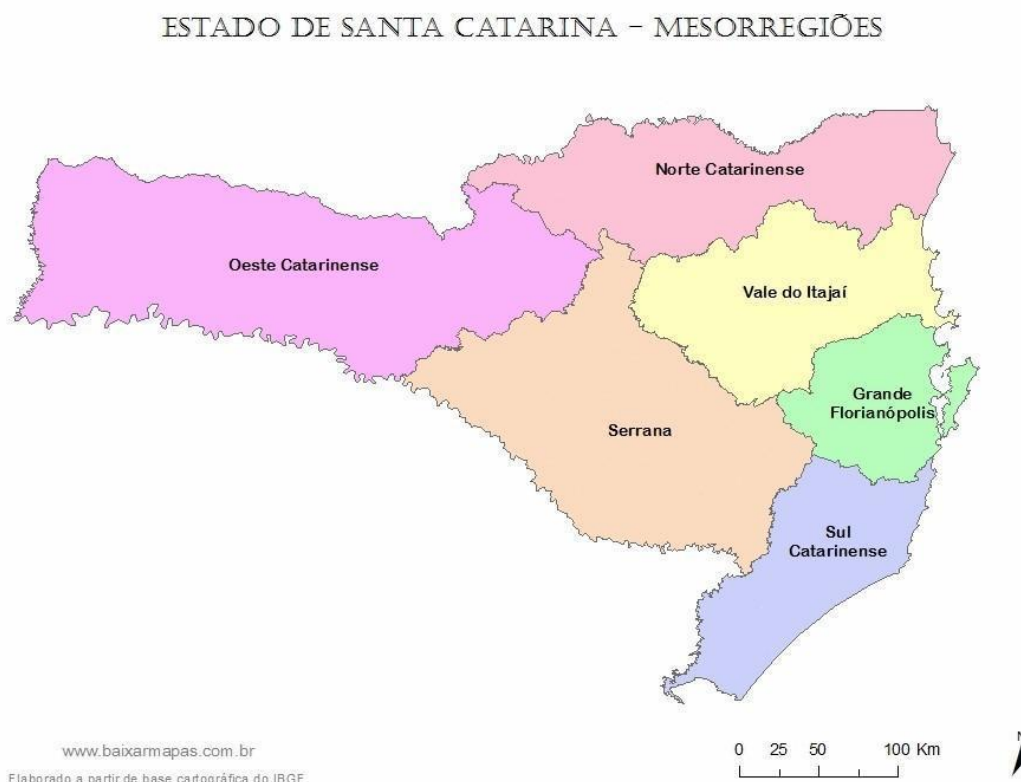 ESTADO DE SANTA CATARINA - MESORREGIÕES
Norte Catarinense
Oeste Catarinense
Vale do Itajaí
Grande
Florianópolis
Serrana
Sul
Catarinense
www.baixarmapas.com.br
0 25 50 100 Km
N
Elaborado a partir de base cartográfica do IBGE